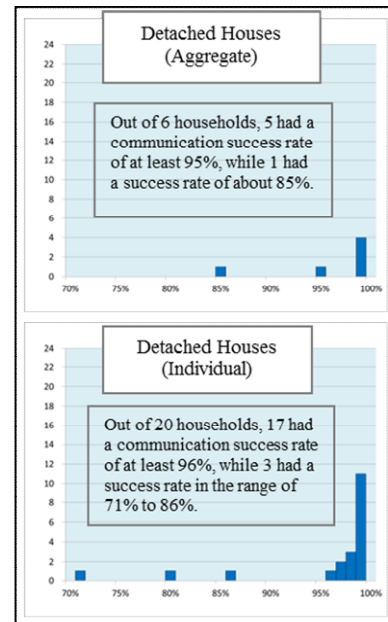 Detached Houses
(Aggregate)
24
22
20
18
16
14
12
10
8
6
4
2
0
Out of 6 households, 5 had a
communication success rate
of at least 95%, while 1 had
a success rate of about 85%.
70% 75% 80% 85% 90% 95% 100%
Detached Houses
(Individual)
24
22
20
18
16
14
12
10
8
6
4
2
0
Out of 20 households, 17 had
a communication success rate
of at least 96%, while 3 had a
success rate in the range of
71% to 86%.
70% 75% 80% 85% 90% 95% 100%